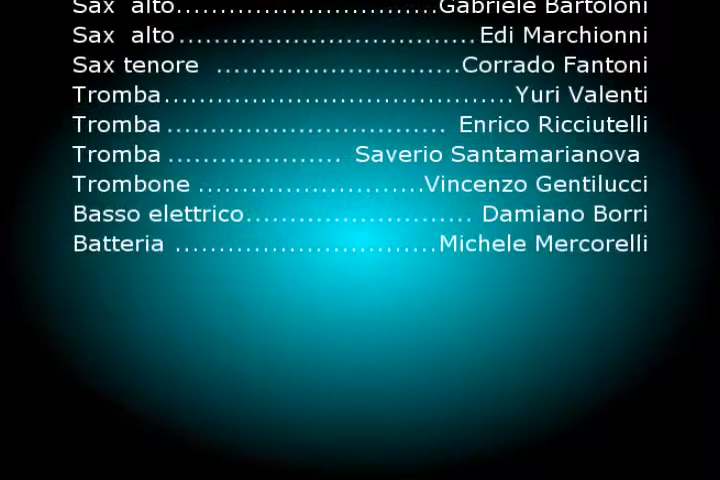 Sax alto..............................Gabriele Bartoloni
Sax alto..................................Edi Marchionni
Sax tenore ............................Corrado Fantoni
Tromba........................................Yuri Valenti
Tromba................................ Enrico Ricciutelli
Tromba .................... Saverio Santamarianova
Trombone ..........................Vincenzo Gentilucci
Basso elettrico.......................... Damiano Borri
Batteria ..............................Michele Mercorelli